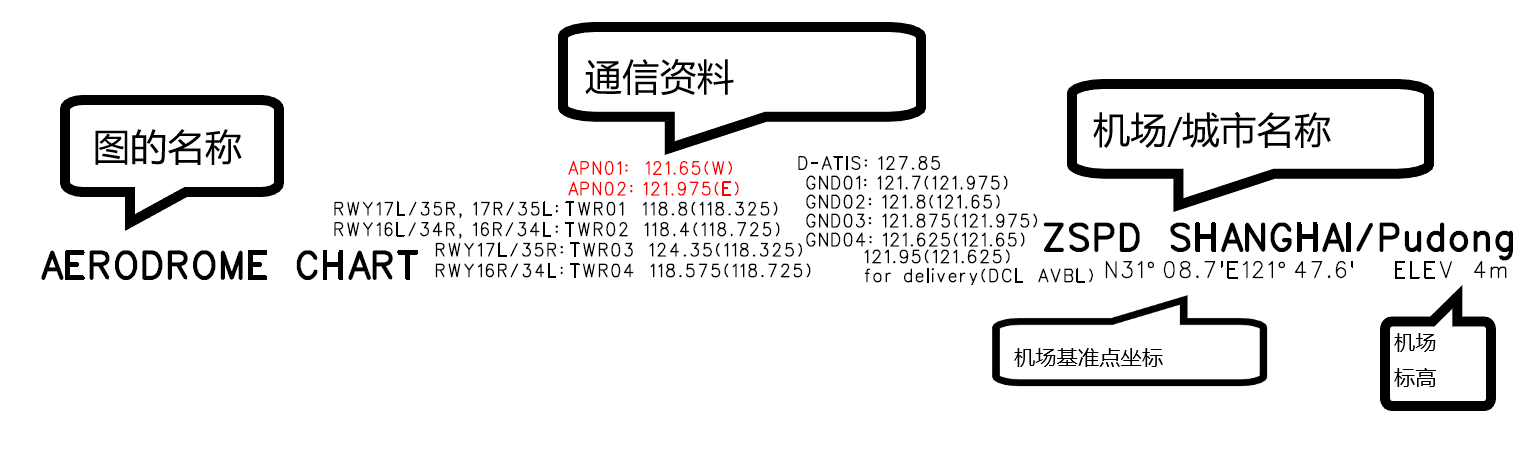 通信资料
机场/城市名称
图的名称
APN01: 121.65(W)
APN02: 121.975(E)
RWY17L/35R, 17R/35L: TWR01 118.8(118.325)
RWY16L/34R, 16R/34L: TWR02 118.4(118.725)
RWY17L/35R: TWR03 124.35(118.325)
RWY16R/34L: TWR04 118.575(118.725)
D-ATIS: 127.85
GND01: 121.7(121.975)
GND02: 121.8(121.65)
GND03: 121.875(121.975)
GND04: 121.625(121.65)
121.95(121.625)
for delivery(DCL AVBL)
AERODROME CHART
ZSPD SHANGHAI/Pudong
N31° 08.7'E121° 47.6' ELEV 4m
机场基准点坐标
机场
标高